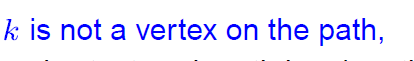 k is not a vertex on the path,